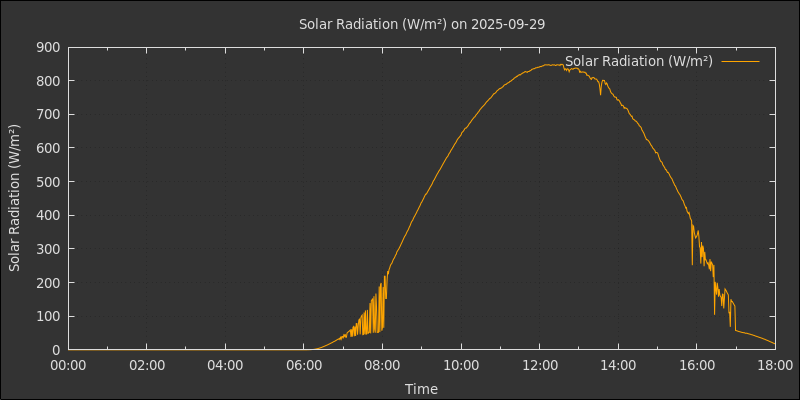 Solar Radiation (W/m²) on 2025-09-29
Solar Radiation (W/m²)
Solar Radiation (W/m²)
900
800
700
600
500
400
300
200
100
0
00:00 02:00 04:00 06:00 08:00 10:00 12:00 14:00 16:00 18:00
Time